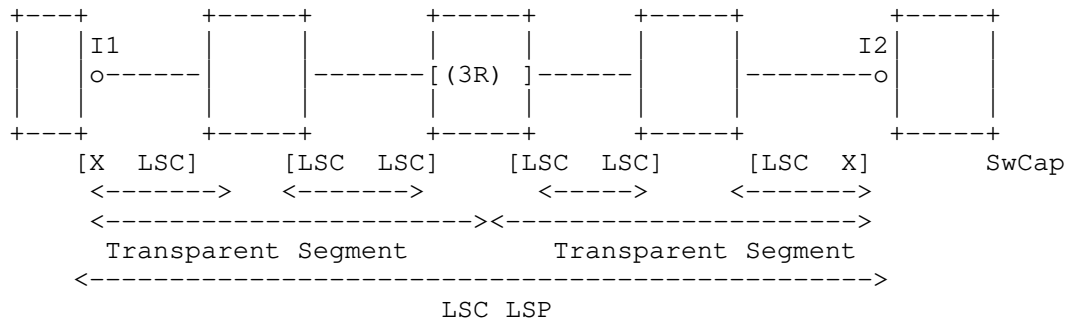 I1 I2
(3R)
[X LSC] [LSC LSC] [LSC LSC] [LSC X] SwCap
Transparent Segment Transparent Segment
LSC LSP